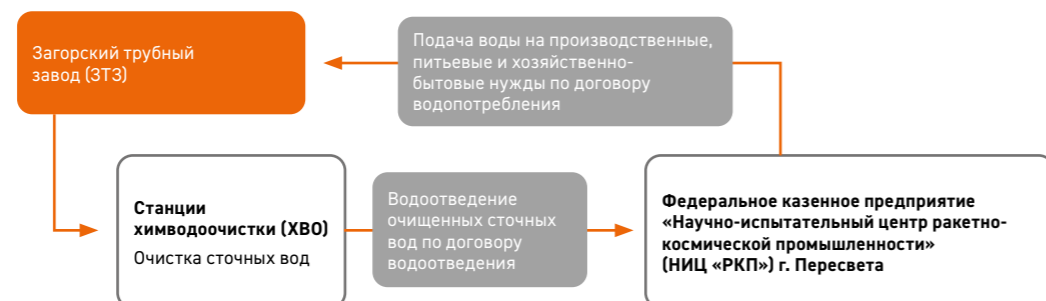 Загорский трубный
завод (ЗТЗ)
Подача воды на производственные,
питьевые и хозяйственно-
бытовые нужды по договору
водопотребления
Станции
химводоочистки (ХВО)
Очистка сточных вод
Водоотведение
очищенных сточных
вод по договору
водоотведения
Федеральное казенное предприятие
«Научно-испытательный центр ракетно-
космической промышленности»
(НИЦ «РКП») г. Пересвета